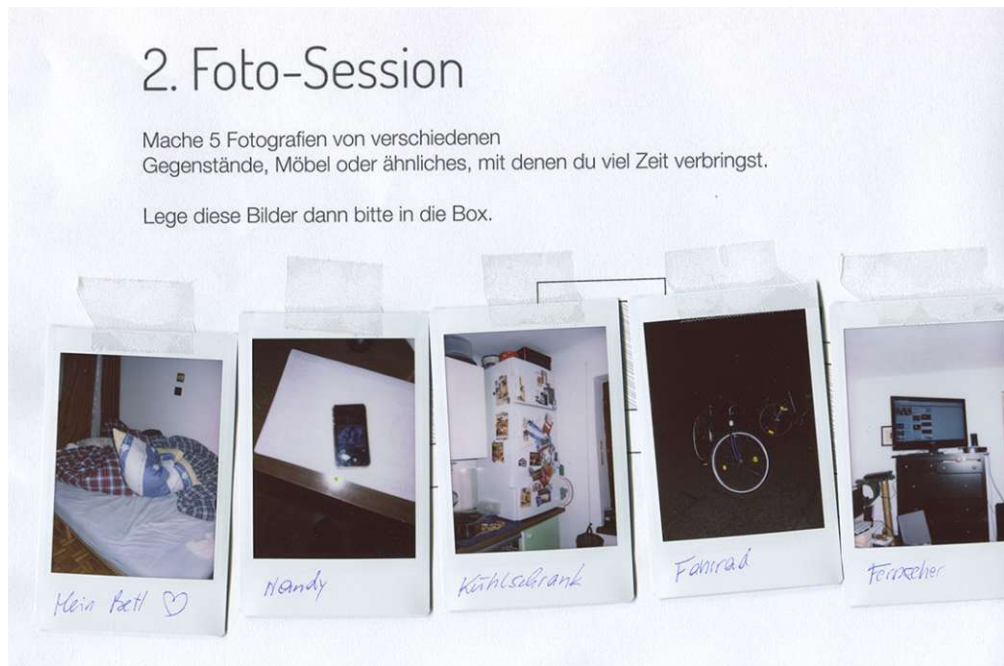 2. Foto-Session
Mache 5 Fotografien von verschiedenen
Gegenstände, Möbel oder ähnliches, mit denen du viel Zeit verbringst.
Lege diese Bilder dann bitte in die Box.
Mein Bett ♡
Handy
Kühlschrank
Fahrrad
Fernseher